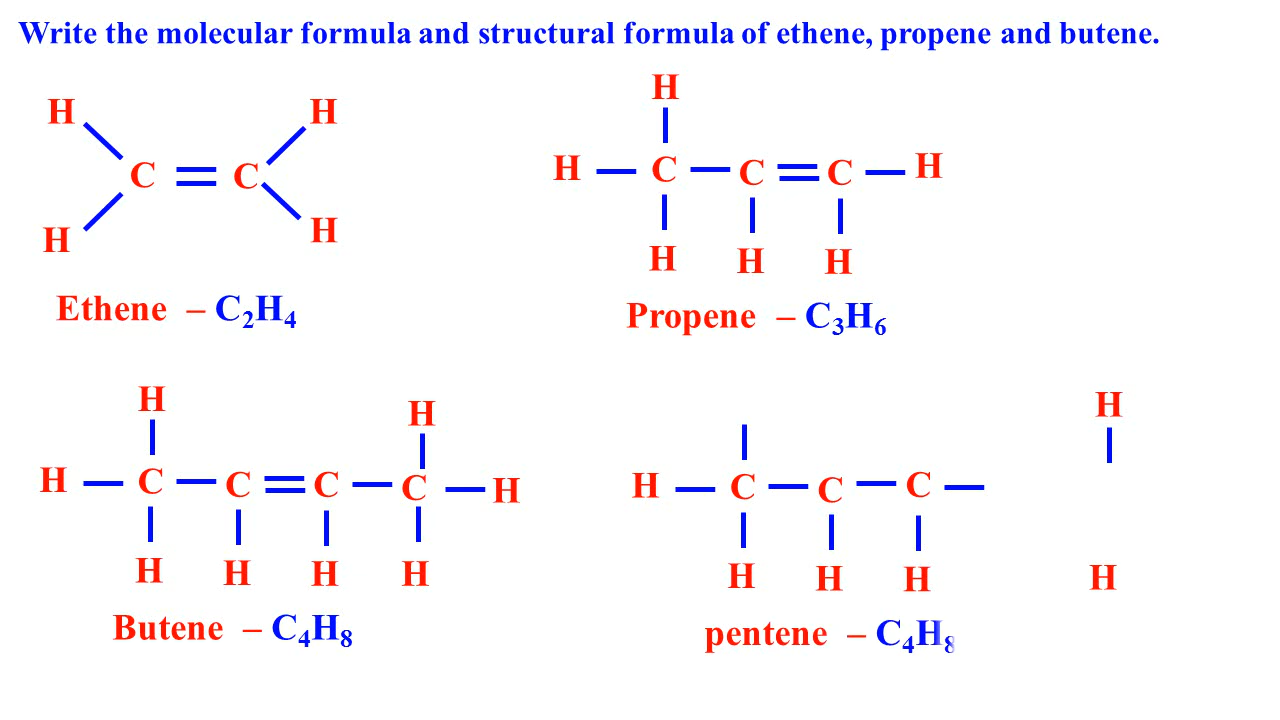 Write the molecular formula and structural formula of ethene, propene and butene.
H H
C = C
H H
Ethene – C₂H₄
H
H — C — C = C — H
H H H
Propene – C₃H₆
H H
H — C — C = C — C — H
H H H H
Butene – C₄H₈
H
H — C — C — C —
H H H H
pentene – C₄H₈